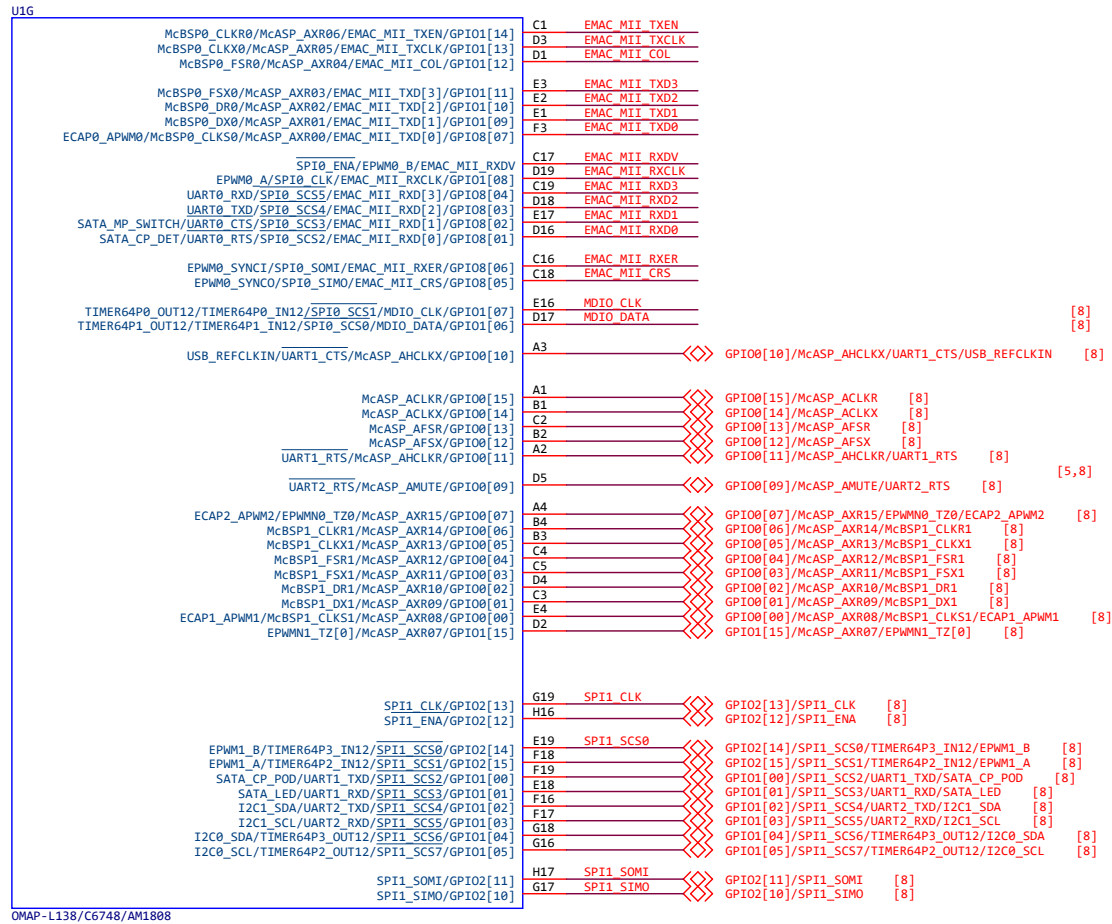 U1G
McBSP0_CLKR0/McASP_AXR06/EMAC_MII_TXEN/GPIO1[14] C1 EMAC_MII_TXEN
McBSP0_CLKX0/McASP_AXR05/EMAC_MII_TXCLK/GPIO1[13] D3 EMAC_MII_TXCLK
McBSP0_FSR0/McASP_AXR04/EMAC_MII_COL/GPIO1[12] D1 EMAC_MII_COL
McBSP0_FSX0/McASP_AXR03/EMAC_MII_TXD[3]/GPIO1[11] E3 EMAC_MII_TXD3
McBSP0_DR0/McASP_AXR02/EMAC_MII_TXD[2]/GPIO1[10] E2 EMAC_MII_TXD2
McBSP0_DX0/McASP_AXR01/EMAC_MII_TXD[1]/GPIO1[09] E1 EMAC_MII_TXD1
ECAP0_APWM0/McBSP0_CLKS0/McASP_AXR00/EMAC_MII_TXD[0]/GPIO8[07] F3 EMAC_MII_TXD0
SPI0_ENA/EPWM0_B/EMAC_MII_RXDV C17 EMAC_MII_RXDV
EPWM0_A/SPI0_CLK/EMAC_MII_RXCLK/GPIO1[08] D19 EMAC_MII_RXCLK
UART0_RXD/SPI0_SCS5/EMAC_MII_RXD[3]/GPIO8[04] C19 EMAC_MII_RXD3
UART0_TXD/SPI0_SCS4/EMAC_MII_RXD[2]/GPIO8[03] D18 EMAC_MII_RXD2
SATA_MP_SWITCH/UART0_CTS/SPI0_SCS3/EMAC_MII_RXD[1]/GPIO8[02] E17 EMAC_MII_RXD1
SATA_CP_DET/UART0_RTS/SPI0_SCS2/EMAC_MII_RXD[0]/GPIO8[01] D16 EMAC_MII_RXD0
EPWM0_SYNCI/SPI0_SOMI/EMAC_MII_RXER/GPIO8[06] C16 EMAC_MII_RXER
EPWM0_SYNCO/SPI0_SIMO/EMAC_MII_CRS/GPIO8[05] C18 EMAC_MII_CRS
TIMER64P0_OUT12/TIMER64P0_IN12/SPI0_SCS1/MDIO_CLK/GPIO1[07] E16 MDIO_CLK [8]
TIMER64P1_OUT12/TIMER64P1_IN12/SPI0_SCS0/MDIO_DATA/GPIO1[06] D17 MDIO_DATA [8]
USB_REFCLKIN/UART1_CTS/McASP_AHCLKX/GPIO0[10] A3 GPIO0[10]/McASP_AHCLKX/UART1_CTS/USB_REFCLKIN [8]
McASP_ACLKR/GPIO0[15] A1 GPIO0[15]/McASP_ACLKR [8]
McASP_ACLKX/GPIO0[14] B1 GPIO0[14]/McASP_ACLKX [8]
McASP_AFSR/GPIO0[13] C2 GPIO0[13]/McASP_AFSR [8]
McASP_AFSX/GPIO0[12] B2 GPIO0[12]/McASP_AFSX [8]
UART1_RTS/McASP_AHCLKR/GPIO0[11] A2 GPIO0[11]/McASP_AHCLKR/UART1_RTS [8]
[5,8]
UART2_RTS/McASP_AMUTE/GPIO0[09] D5 GPIO0[09]/McASP_AMUTE/UART2_RTS [8]
ECAP2_APWM2/EPWMN0_TZ0/McASP_AXR15/GPIO0[07] A4 GPIO0[07]/McASP_AXR15/EPWMN0_TZ0/ECAP2_APWM2 [8]
McBSP1_CLKR1/McASP_AXR14/GPIO0[06] B4 GPIO0[06]/McASP_AXR14/McBSP1_CLKR1 [8]
McBSP1_CLKX1/McASP_AXR13/GPIO0[05] B3 GPIO0[05]/McASP_AXR13/McBSP1_CLKX1 [8]
McBSP1_FSR1/McASP_AXR12/GPIO0[04] C4 GPIO0[04]/McASP_AXR12/McBSP1_FSR1 [8]
McBSP1_FSX1/McASP_AXR11/GPIO0[03] C5 GPIO0[03]/McASP_AXR11/McBSP1_FSX1 [8]
McBSP1_DR1/McASP_AXR10/GPIO0[02] D4 GPIO0[02]/McASP_AXR10/McBSP1_DR1 [8]
McBSP1_DX1/McASP_AXR09/GPIO0[01] C3 GPIO0[01]/McASP_AXR09/McBSP1_DX1 [8]
ECAP1_APWM1/McBSP1_CLKS1/McASP_AXR08/GPIO0[00] E4 GPIO0[00]/McASP_AXR08/McBSP1_CLKS1/ECAP1_APWM1 [8]
EPWMN1_TZ[0]/McASP_AXR07/GPIO1[15] D2 GPIO1[15]/McASP_AXR07/EPWMN1_TZ[0] [8]
SPI1_CLK/GPIO2[13] G19 SPI1_CLK GPIO2[13]/SPI1_CLK [8]
SPI1_ENA/GPIO2[12] H16 GPIO2[12]/SPI1_ENA [8]
EPWM1_B/TIMER64P3_IN12/SPI1_SCS0/GPIO2[14] E19 SPI1_SCS0 GPIO2[14]/SPI1_SCS0/TIMER64P3_IN12/EPWM1_B [8]
EPWM1_A/TIMER64P2_IN12/SPI1_SCS1/GPIO2[15] F18 GPIO2[15]/SPI1_SCS1/TIMER64P2_IN12/EPWM1_A [8]
SATA_CP_POD/UART1_TXD/SPI1_SCS2/GPIO1[00] F19 GPIO1[00]/SPI1_SCS2/UART1_TXD/SATA_CP_POD [8]
SATA_LED/UART1_RXD/SPI1_SCS3/GPIO1[01] E18 GPIO1[01]/SPI1_SCS3/UART1_RXD/SATA_LED [8]
I2C1_SDA/UART2_TXD/SPI1_SCS4/GPIO1[02] F16 GPIO1[02]/SPI1_SCS4/UART2_TXD/I2C1_SDA [8]
I2C1_SCL/UART2_RXD/SPI1_SCS5/GPIO1[03] F17 GPIO1[03]/SPI1_SCS5/UART2_RXD/I2C1_SCL [8]
I2C0_SDA/TIMER64P3_OUT12/SPI1_SCS6/GPIO1[04] G18 GPIO1[04]/SPI1_SCS6/TIMER64P3_OUT12/I2C0_SDA [8]
I2C0_SCL/TIMER64P2_OUT12/SPI1_SCS7/GPIO1[05] G16 GPIO1[05]/SPI1_SCS7/TIMER64P2_OUT12/I2C0_SCL [8]
SPI1_SOMI/GPIO2[11] H17 SPI1_SOMI GPIO2[11]/SPI1_SOMI [8]
SPI1_SIMO/GPIO2[10] G17 SPI1_SIMO GPIO2[10]/SPI1_SIMO [8]
OMAP-L138/C6748/AM1808